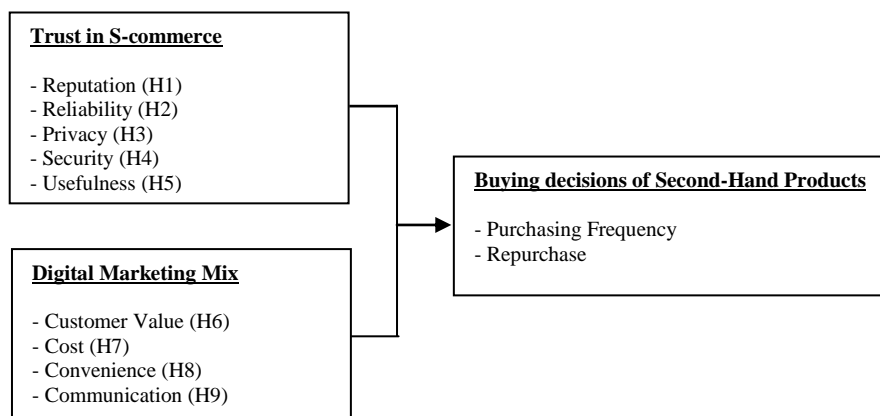 Trust in S-commerce
- Reputation (H1)
- Reliability (H2)
- Privacy (H3)
- Security (H4)
- Usefulness (H5)
Digital Marketing Mix
- Customer Value (H6)
- Cost (H7)
- Convenience (H8)
- Communication (H9)
Buying decisions of Second-Hand Products
- Purchasing Frequency
- Repurchase